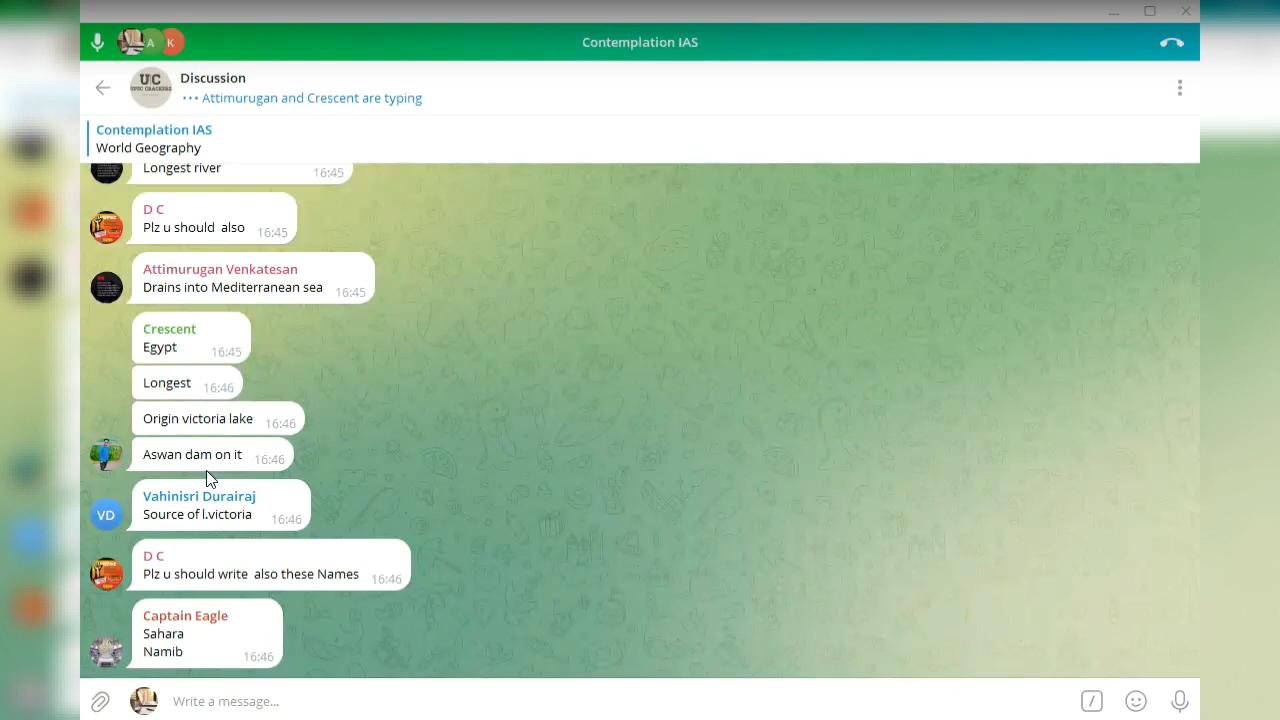 A K
Contemplation IAS
UC
UPSC CRACKERS
Discussion
Attimurugan and Crescent are typing
Contemplation IAS
World Geography
Longest river
16:45
D C
Plz u should also
16:45
Attimurugan Venkatesan
Drains into Mediterranean sea
16:45
Crescent
Egypt
16:45
Longest
16:46
Origin victoria lake
16:46
Aswan dam on it
16:46
VD
Vahinisri Durairaj
Source of l.victoria
16:46
D C
Plz u should write also these Names
16:46
Captain Eagle
Sahara
Namib
16:46
Write a message...